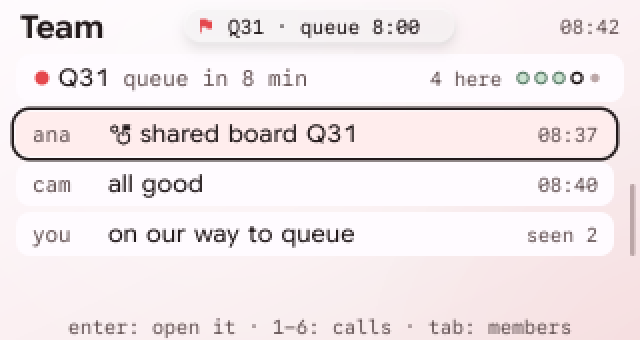 Team
Q31 · queue 8:00
08:42
Q31 queue in 8 min
4 here
ana shared board Q31 08:37
cam all good 08:40
you on our way to queue seen 2
enter: open it · 1–6: calls · tab: members